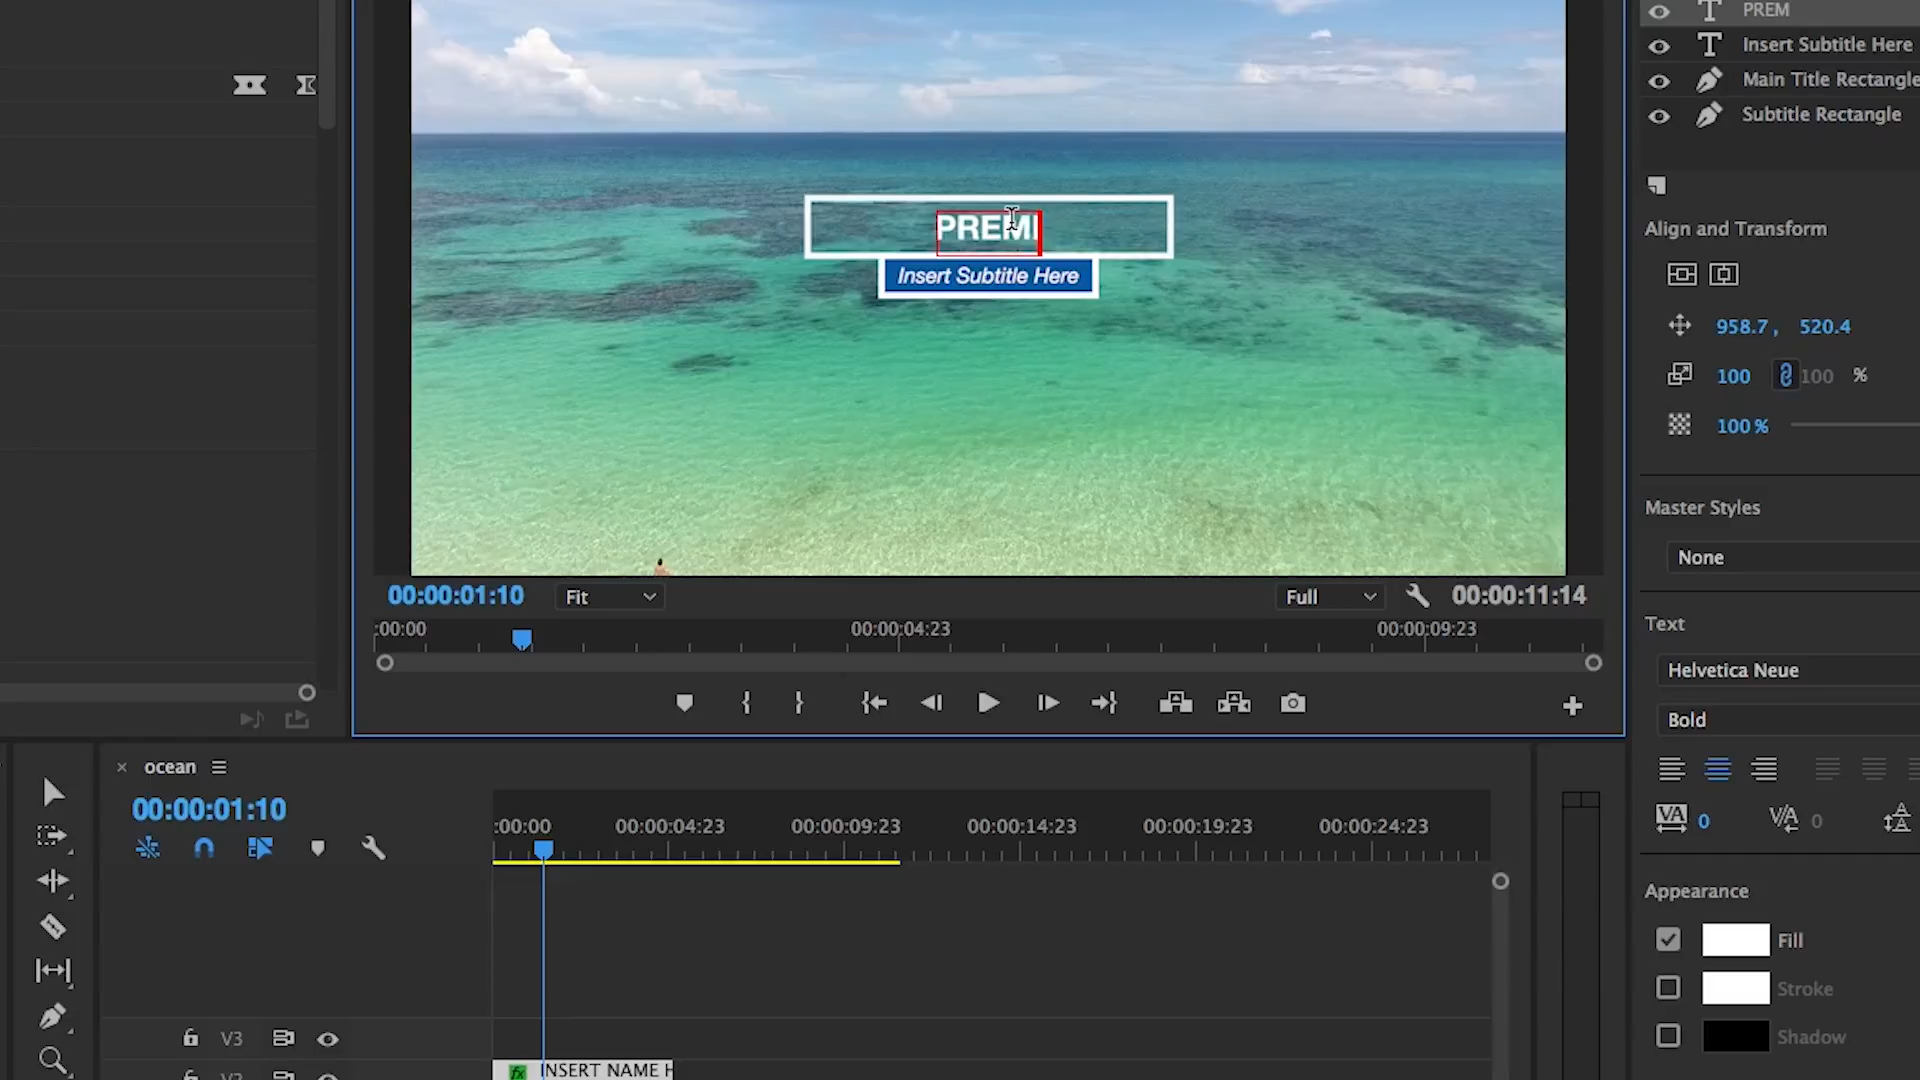 PREM
Insert Subtitle Here
Main Title Rectangle
Subtitle Rectangle
PREMI
Insert Subtitle Here
Align and Transform
958.7, 520.4
100 100 %
100 %
Master Styles
None
Text
Helvetica Neue
Bold
VA 0 V/A 0
Appearance
Fill
Stroke
Shadow
00:00:01:10 Fit Full 00:00:11:14
:00:00 00:00:04:23 00:00:09:23
× ocean
00:00:01:10
:00:00 00:00:04:23 00:00:09:23 00:00:14:23 00:00:19:23 00:00:24:23
V3
fx INSERT NAME H